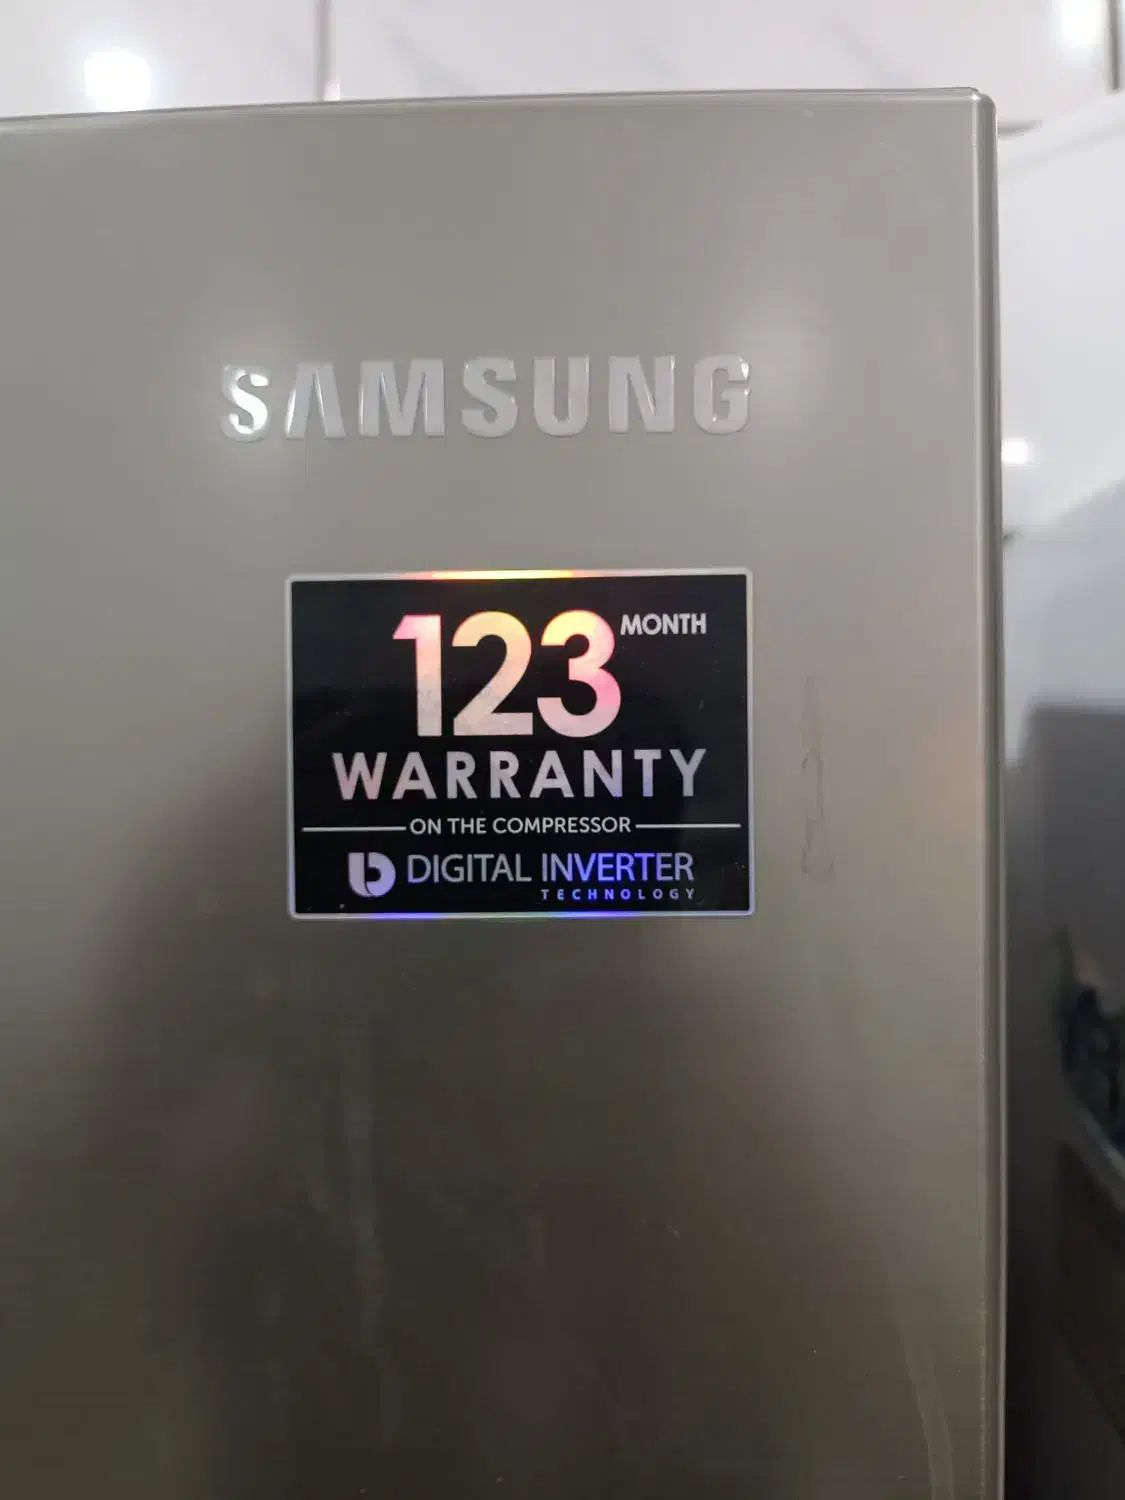 SAMSUNG
123 MONTH
WARRANTY
ON THE COMPRESSOR
DIGITAL INVERTER
TECHNOLOGY